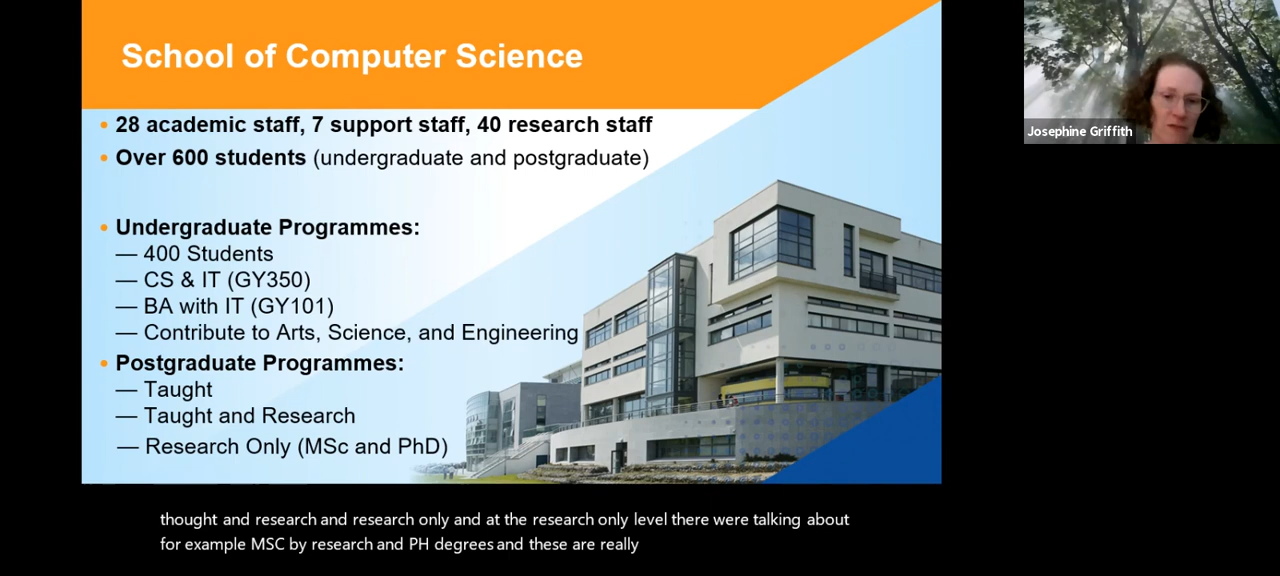 School of Computer Science
• 28 academic staff, 7 support staff, 40 research staff
• Over 600 students (undergraduate and postgraduate)
• Undergraduate Programmes:
— 400 Students
— CS & IT (GY350)
— BA with IT (GY101)
— Contribute to Arts, Science, and Engineering
• Postgraduate Programmes:
— Taught
— Taught and Research
— Research Only (MSc and PhD)
Josephine Griffith
thought and research and research only and at the research only level there were talking about
for example MSC by research and PH degrees and these are really